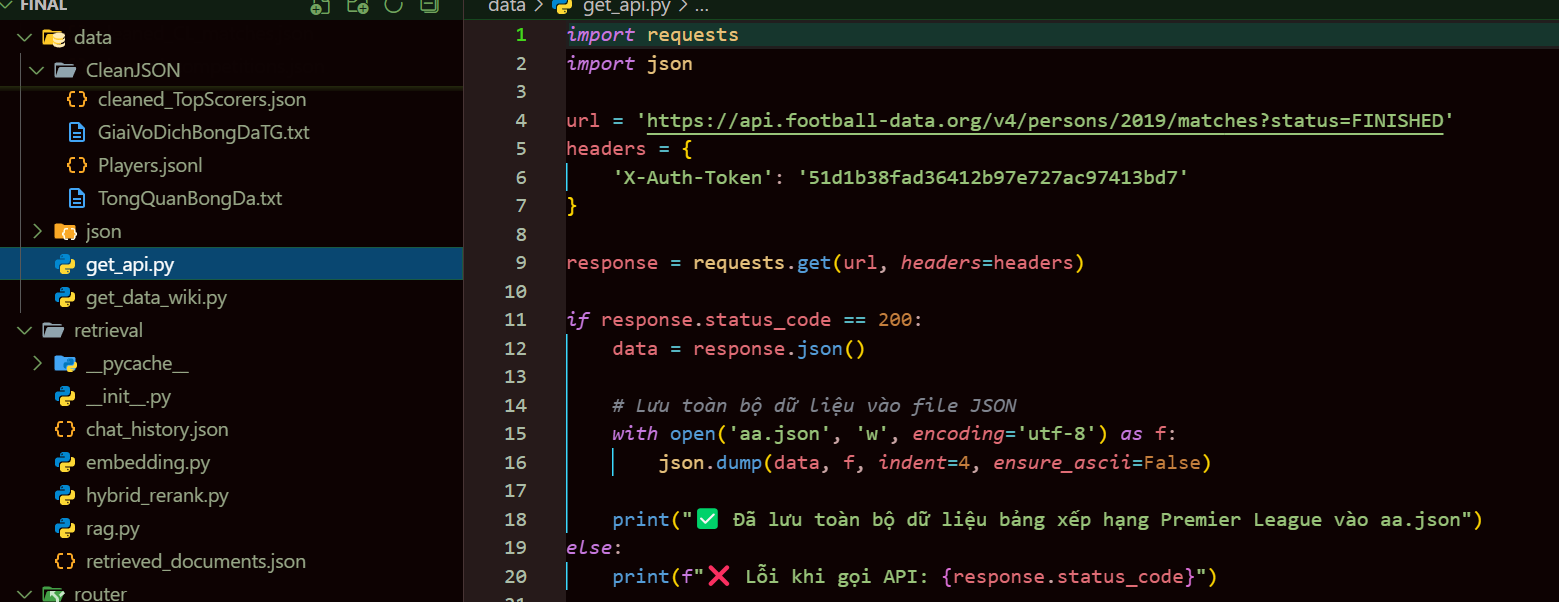 FINAL
data
CleanJSON
cleaned_TopScorers.json
GiaiVoDichBongDaTG.txt
Players.jsonl
TongQuanBongDa.txt
json
get_api.py
get_data_wiki.py
retrieval
__pycache__
__init__.py
chat_history.json
embedding.py
hybrid_rerank.py
rag.py
retrieved_documents.json
router
data > get_api.py > ...
1 import requests
2 import json
3
4 url = 'https://api.football-data.org/v4/persons/2019/matches?status=FINISHED'
5 headers = {
6 'X-Auth-Token': '51d1b38fad36412b97e727ac97413bd7'
7 }
8
9 response = requests.get(url, headers=headers)
10
11 if response.status_code == 200:
12 data = response.json()
13
14 # Lưu toàn bộ dữ liệu vào file JSON
15 with open('aa.json', 'w', encoding='utf-8') as f:
16 json.dump(data, f, indent=4, ensure_ascii=False)
17
18 print("✅ Đã lưu toàn bộ dữ liệu bảng xếp hạng Premier League vào aa.json")
19 else:
20 print(f"❌ Lỗi khi gọi API: {response.status_code}")